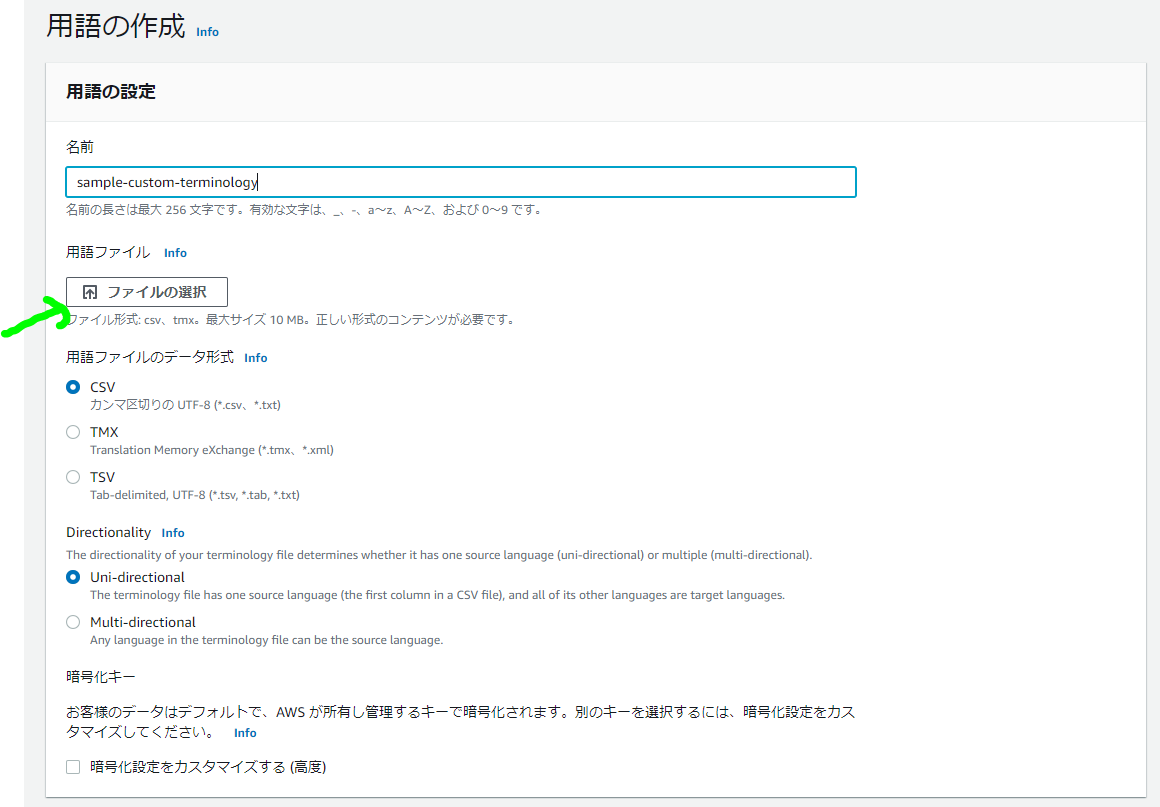 用語の作成 Info
用語の設定
名前
sample-custom-terminology
名前の長さは最大 256 文字です。有効な文字は、_、-、a～z、A～Z、および 0～9 です。
用語ファイル Info
ファイルの選択
ファイル形式: csv、tmx。最大サイズ 10 MB。正しい形式のコンテンツが必要です。
用語ファイルのデータ形式 Info
CSV
カンマ区切りの UTF-8 (*.csv、*.txt)
TMX
Translation Memory eXchange (*.tmx、*.xml)
TSV
Tab-delimited, UTF-8 (*.tsv, *.tab, *.txt)
Directionality Info
The directionality of your terminology file determines whether it has one source language (uni-directional) or multiple (multi-directional).
Uni-directional
The terminology file has one source language (the first column in a CSV file), and all of its other languages are target languages.
Multi-directional
Any language in the terminology file can be the source language.
暗号化キー
お客様のデータはデフォルトで、AWS が所有し管理するキーで暗号化されます。別のキーを選択するには、暗号化設定をカス
タマイズしてください。 Info
暗号化設定をカスタマイズする (高度)